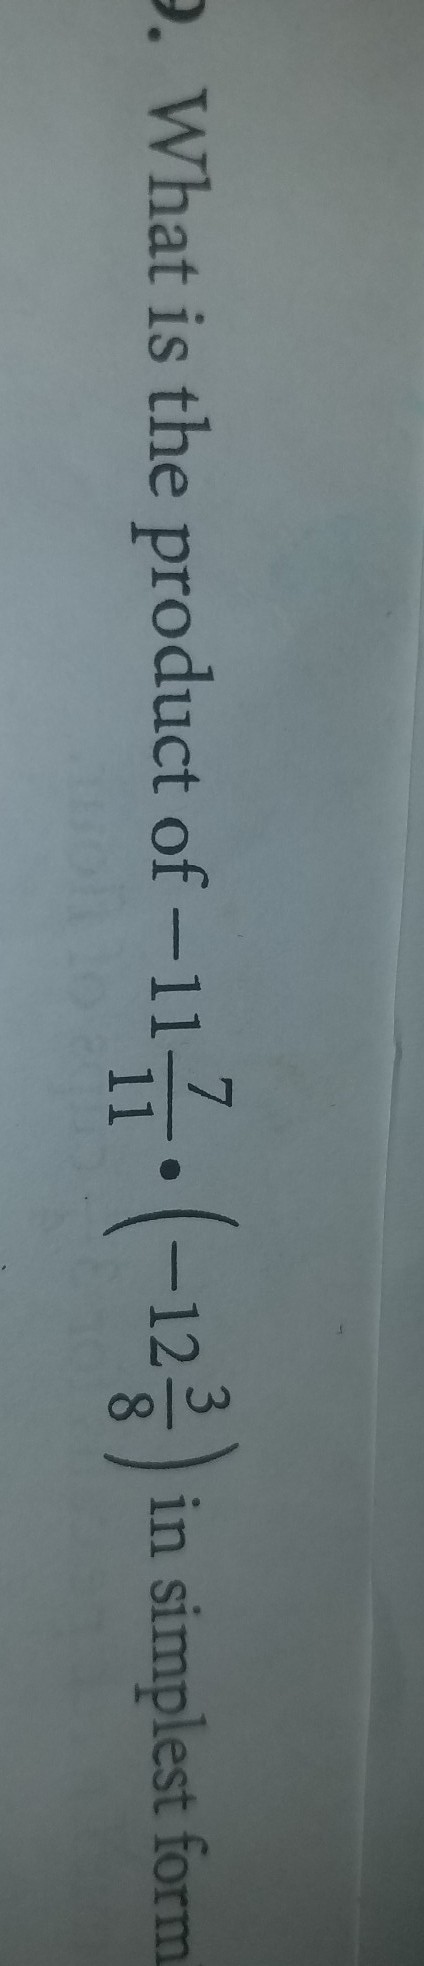 9. What is the product of −11 7/11 • (−12 3/8) in simplest form